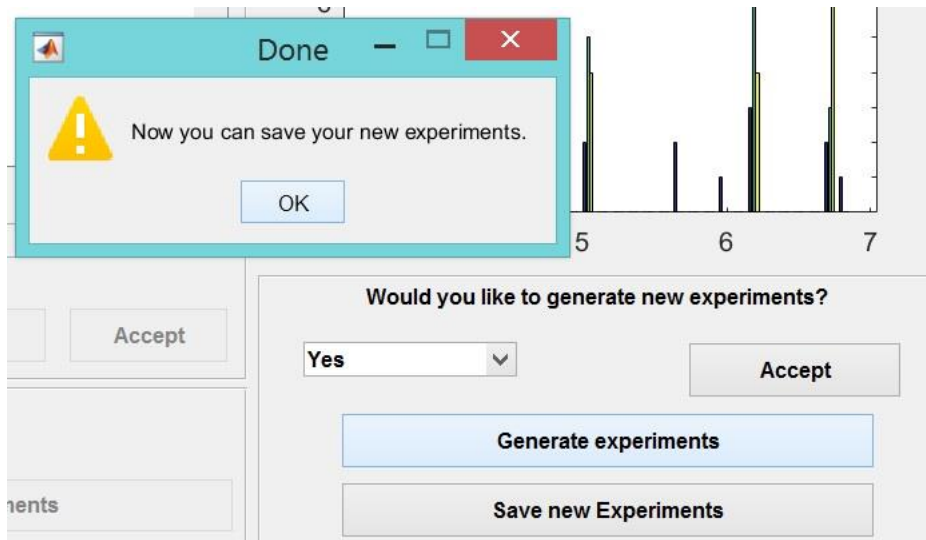 Done
Now you can save your new experiments.
OK
5 6 7
Would you like to generate new experiments?
Accept
Yes
Accept
Generate experiments
Save new Experiments